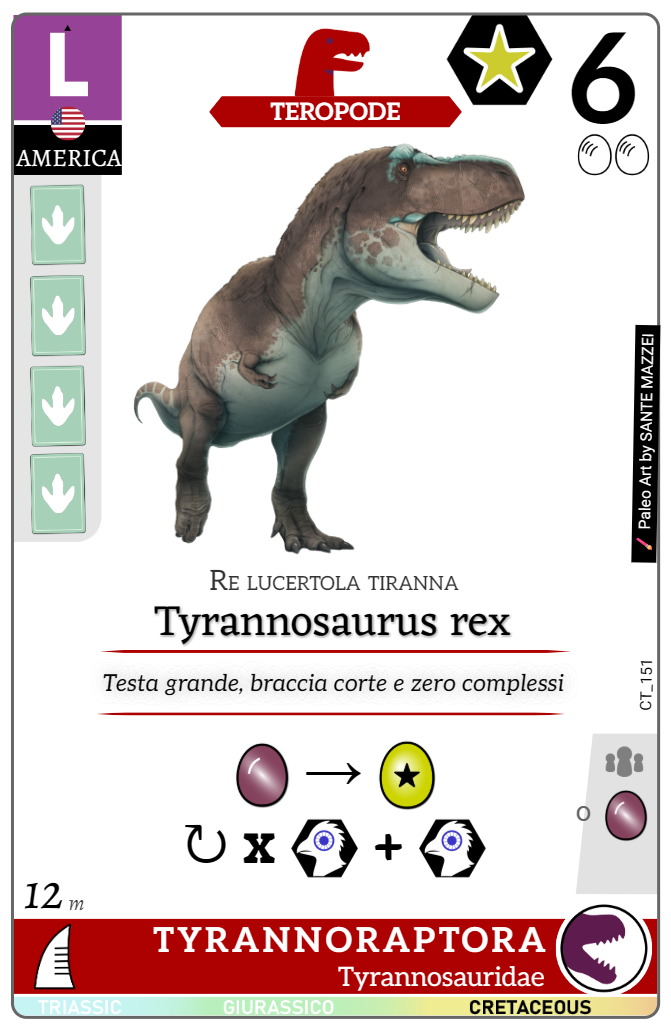 L
AMERICA
TEROPODE
6
Paleo Art by SANTE MAZZEI
Re lucertola tiranna
Tyrannosaurus rex
Testa grande, braccia corte e zero complessi
CT_151
→
↻ x + 
o
12 m
TYRANNORAPTORA
Tyrannosauridae
TRIASSIC GIURASSICO CRETACEOUS